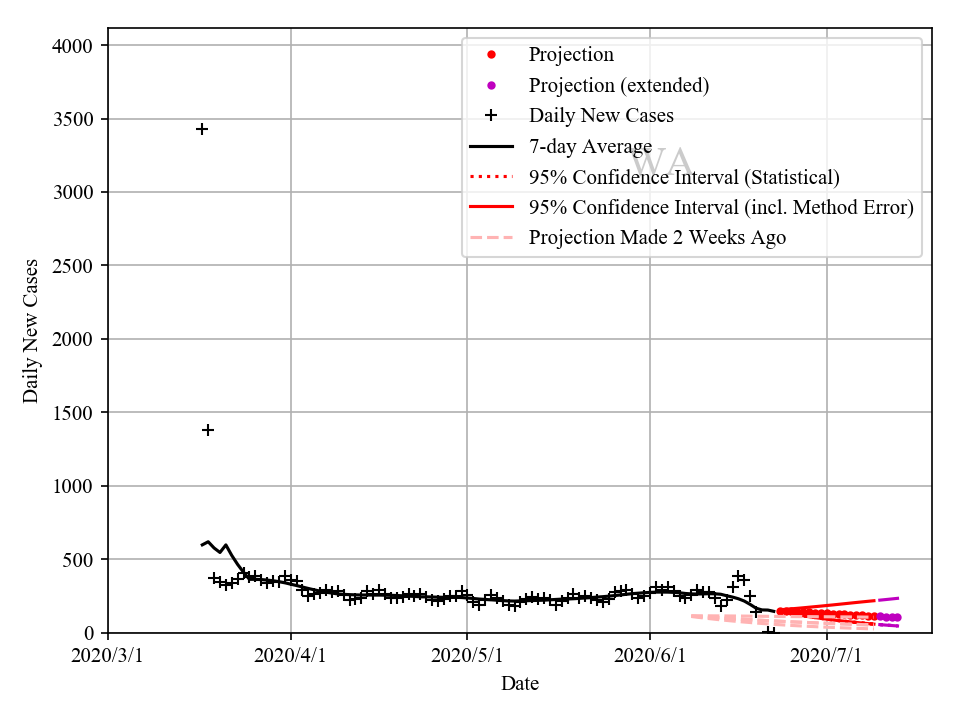 4000
3500
3000
2500
2000
1500
1000
500
0
Daily New Cases
2020/3/1
2020/4/1
2020/5/1
2020/6/1
2020/7/1
Date
WA
Projection
Projection (extended)
Daily New Cases
7-day Average
95% Confidence Interval (Statistical)
95% Confidence Interval (incl. Method Error)
Projection Made 2 Weeks Ago